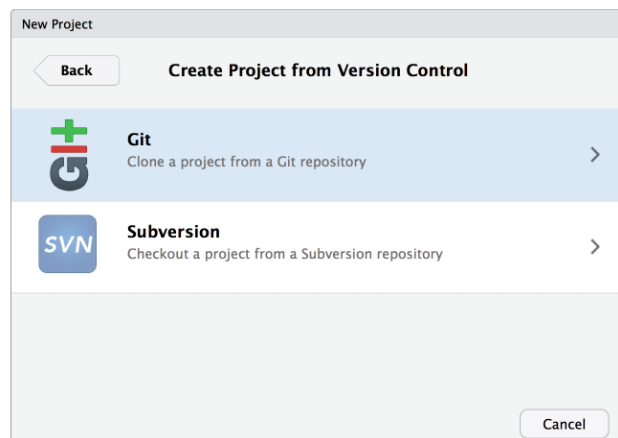 New Project
Back
Create Project from Version Control
git
Git
Clone a project from a Git repository
SVN
Subversion
Checkout a project from a Subversion repository
Cancel